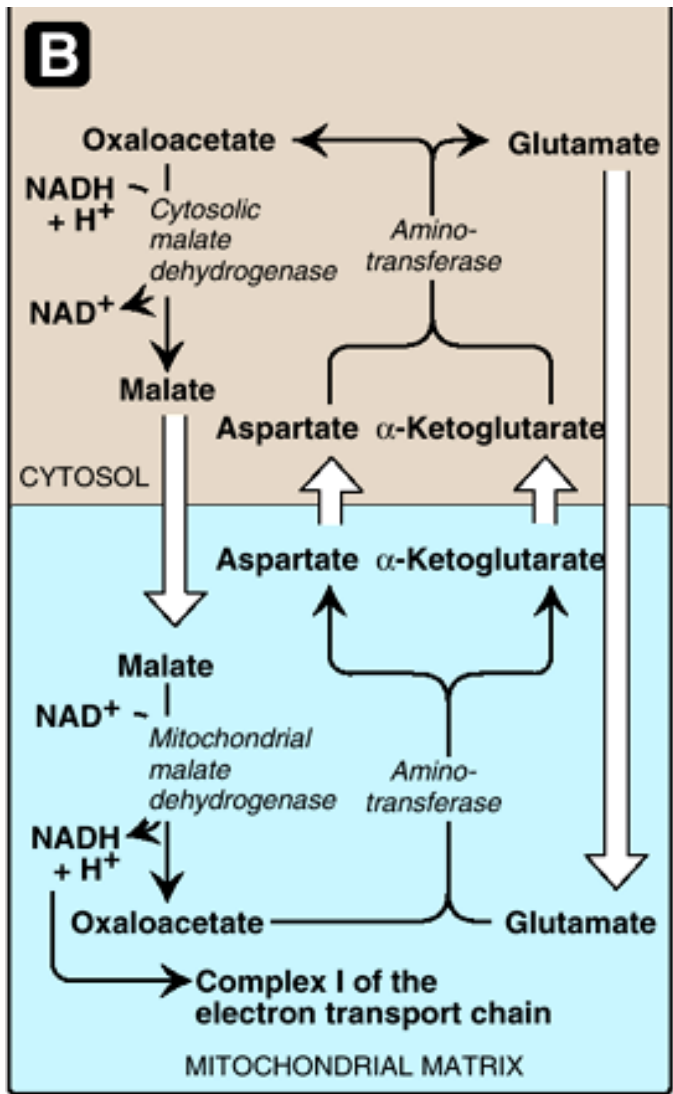 B
Oxaloacetate
Glutamate
NADH
+ H⁺
Cytosolic
malate
dehydrogenase
Amino-
transferase
NAD⁺
Malate
Aspartate α-Ketoglutarate
CYTOSOL
Aspartate α-Ketoglutarate
Malate
NAD⁺
Mitochondrial
malate
dehydrogenase
Amino-
transferase
NADH
+ H⁺
Oxaloacetate
Glutamate
Complex I of the
electron transport chain
MITOCHONDRIAL MATRIX